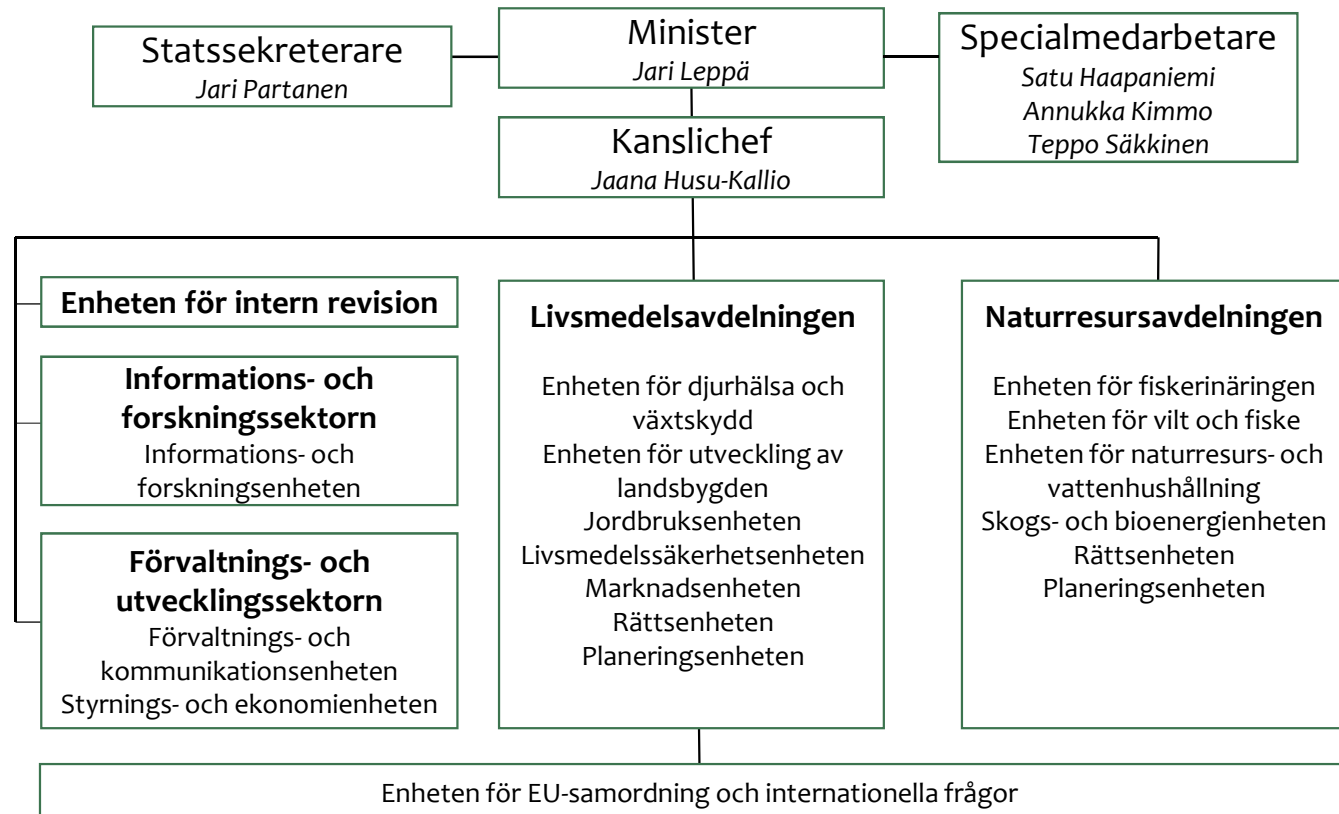 Statssekreterare
Jari Partanen
Minister
Jari Leppä
Specialmedarbetare
Satu Haapaniemi
Annukka Kimmo
Teppo Säkkinen
Kanslichef
Jaana Husu-Kallio
Enheten för intern revision
Informations- och
forskningssektorn
Informations- och
forskningsenheten
Förvaltnings- och
utvecklingssektorn
Förvaltnings- och
kommunikationsenheten
Styrnings- och ekonomienheten
Livsmedelsavdelningen
Enheten för djurhälsa och
växtskydd
Enheten för utveckling av
landsbygden
Jordbruksenheten
Livsmedelssäkerhetsenheten
Marknadsenheten
Rättsenheten
Planeringsenheten
Naturresursavdelningen
Enheten för fiskerinäringen
Enheten för vilt och fiske
Enheten för naturresurs- och
vattenhushållning
Skogs- och bioenergienheten
Rättsenheten
Planeringsenheten
Enheten för EU-samordning och internationella frågor